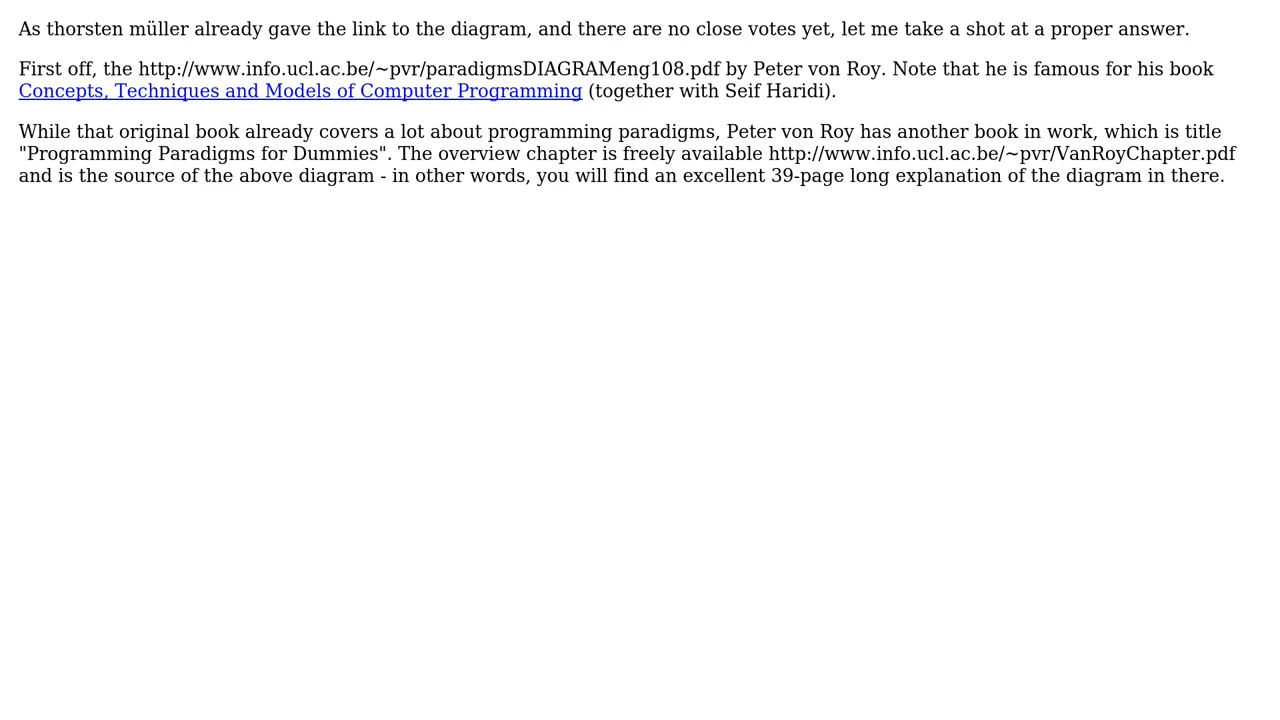 As thorsten müller already gave the link to the diagram, and there are no close votes yet, let me take a shot at a proper answer.
First off, the http://www.info.ucl.ac.be/~pvr/paradigmsDIAGRAMeng108.pdf by Peter von Roy. Note that he is famous for his book
Concepts, Techniques and Models of Computer Programming (together with Seif Haridi).
While that original book already covers a lot about programming paradigms, Peter von Roy has another book in work, which is title
"Programming Paradigms for Dummies". The overview chapter is freely available http://www.info.ucl.ac.be/~pvr/VanRoyChapter.pdf
and is the source of the above diagram - in other words, you will find an excellent 39-page long explanation of the diagram in there.